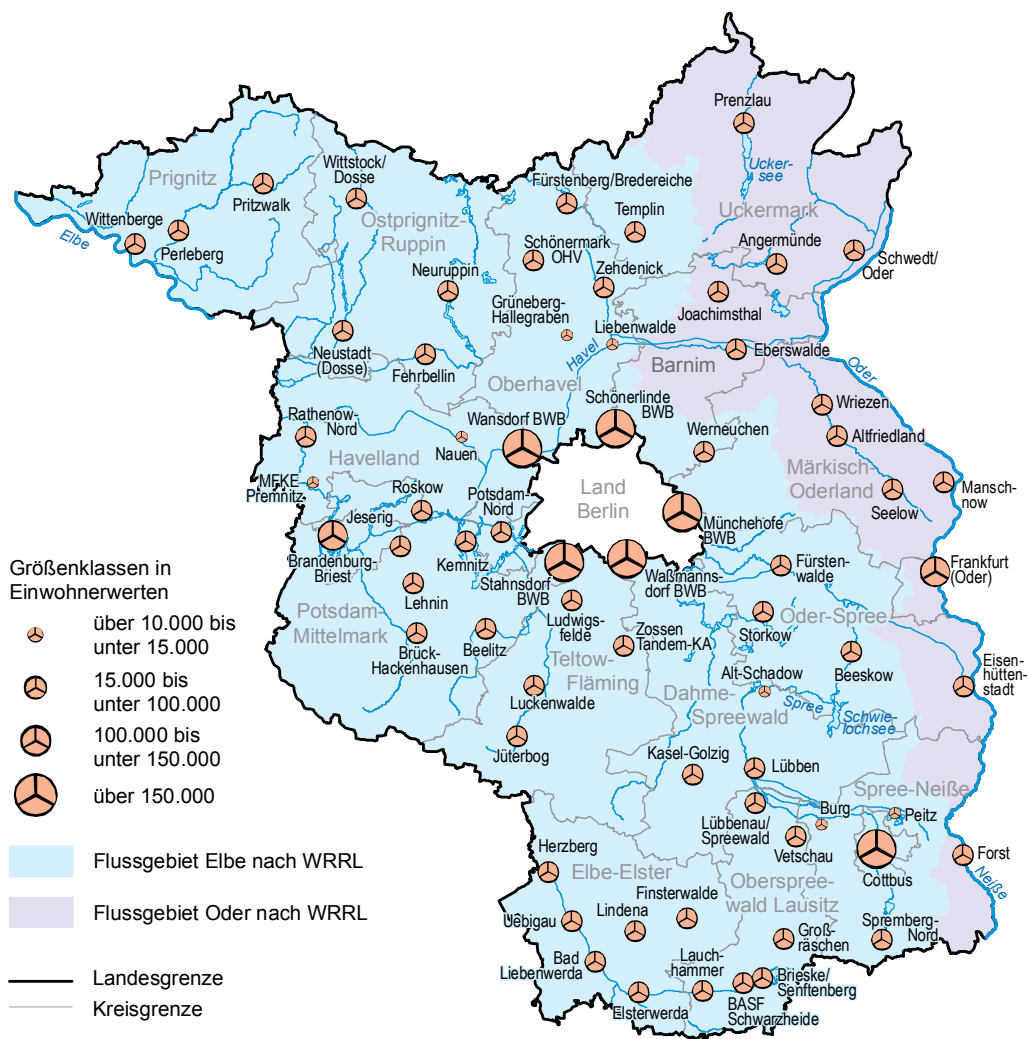 Prenzlau
Wittstock/
Dosse
Prignitz
Fürstenberg/Bredereiche
Ucker-
see
Pritzwalk
Templin
Uckermark
Wittenberge
Ostprignitz-
Ruppin
Elbe
Perleberg
Schönermark
OHV
Angermünde
Schwedt/
Oder
Neuruppin
Zehdenick
Grüneberg-
Hällegraben
Joachimsthal
Liebenwalde
Neustadt
(Dosse)
Havel
Eberswalde
Fehrbellin
Barnim
Oder
Oberhavel
Schönerlinde
BWB
Rathenow-
Nord
Wansdorf BWB
Wriezen
Werneuchen
Altfriedland
Nauen
Havelland
MFKE
Premnitz
Märkisch-
Oderland
Roskow
Potsdam-
Nord
Land
Berlin
Mansch-
now
Jeserig
Seelow
Münchehofe
BWB
Brandenburg-
Briest
Kemnitz
Stahnsdorf
BWB
Waßmanns-
dorf BWB
Fürsten-
walde
Frankfurt
(Oder)
Größenklassen in
Einwohnerwerten
Lehnin
Potsdam-
Mittelmark
Ludwigs-
felde
Storkow
Oder-Spree
über 10.000 bis
unter 15.000
Brück-
Hackenhausen
Beelitz
Zossen
Tandem-KA
Teltow-
Fläming
Alt-Schadow
Beeskow
Eisen-
hütten-
stadt
15.000 bis
unter 100.000
Luckenwalde
Dahme-
Spreewald
Spree
Schwie-
lochsee
100.000 bis
unter 150.000
Jüterbog
Kasel-Golzig
Lübben
über 150.000
Spree-Neiße
Burg
Peitz
Lübbenau/
Spreewald
Vetschau
Herzberg
Forst
Flussgebiet Elbe nach WRRL
Elbe-Elster
Cottbus
Neiße
Finsterwalde
Oberspree-
wald Lausitz
Flussgebiet Oder nach WRRL
Uebigau
Lindena
Spremberg-
Nord
Groß-
räschen
Bad
Liebenwerda
Lauch-
hammer
Landesgrenze
Brieske/
Senftenberg
Kreisgrenze
Elsterwerda
BASF
Schwarzheide